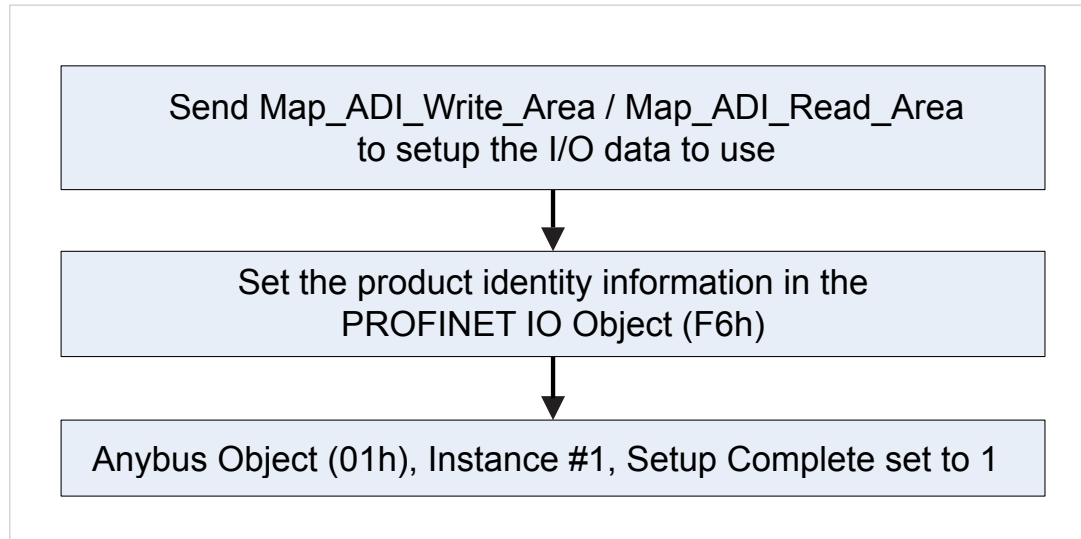 Send Map_ADI_Write_Area / Map_ADI_Read_Area
to setup the I/O data to use
Set the product identity information in the
PROFINET IO Object (F6h)
Anybus Object (01h), Instance #1, Setup Complete set to 1